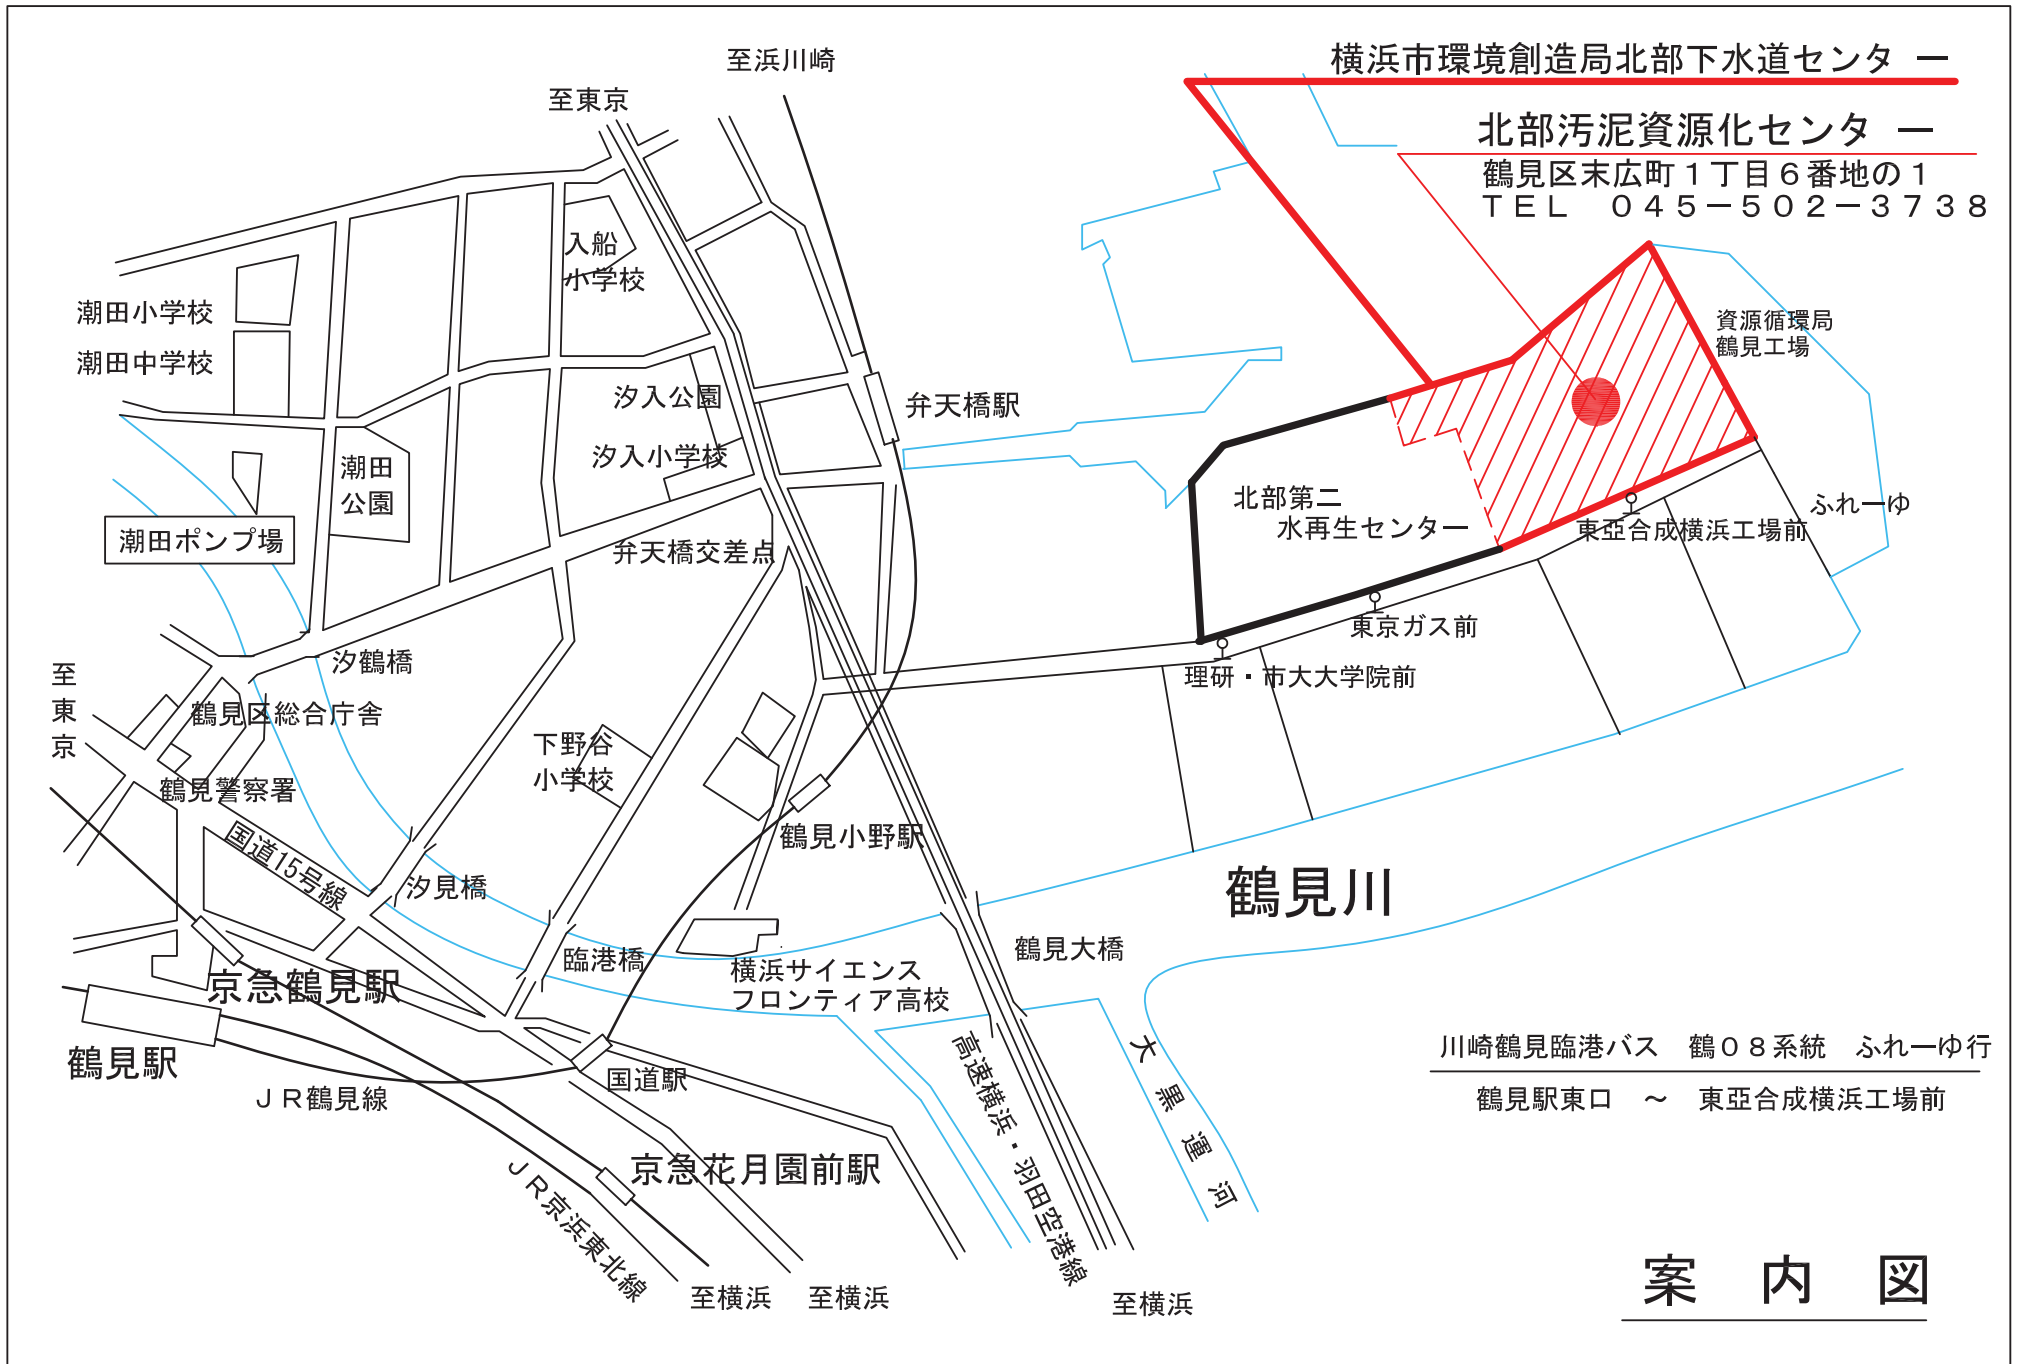 至浜川崎
至東京
横浜市環境創造局北部下水道センター
北部汚泥資源化センター
鶴見区末広町1丁目6番地の1
TEL 045-502-3738
入船
小学校
潮田小学校
潮田中学校
資源循環局
鶴見工場
汐入公園
弁天橋駅
汐入小学校
潮田
公園
潮田ポンプ場
弁天橋交差点
北部第二
水再生センター
ふれーゆ
東亞合成横浜工場前
東京ガス前
理研・市大大学院前
汐鶴橋
至東京
鶴見区総合庁舎
下野谷
小学校
鶴見警察署
国道15号線
鶴見小野駅
汐見橋
鶴見川
臨港橋
鶴見大橋
横浜サイエンス
フロンティア高校
京急鶴見駅
鶴見駅
JR鶴見線
国道駅
高速横浜・羽田空港線
大黒運河
川崎鶴見臨港バス 鶴08系統 ふれーゆ行
鶴見駅東口 ~ 東亞合成横浜工場前
京急花月園前駅
JR京浜東北線
至横浜
至横浜
至横浜
案内図